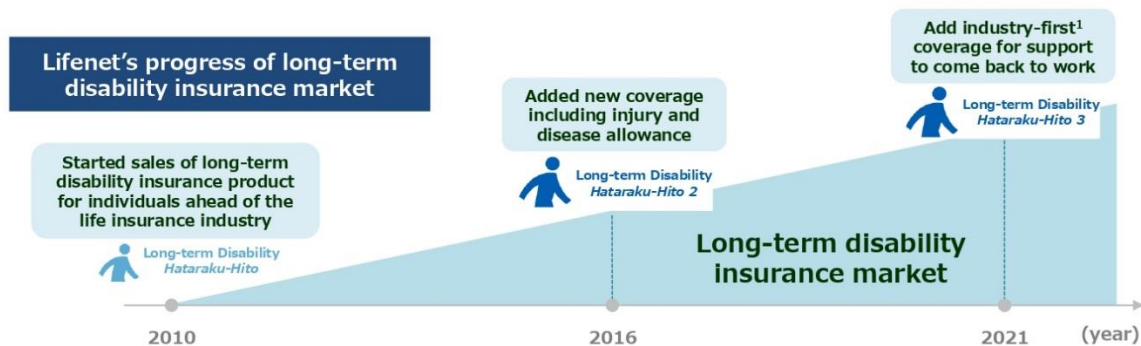 Lifenet's progress of long-term
disability insurance market
Started sales of long-term
disability insurance product
for individuals ahead of the
life insurance industry
Long-term Disability
Hataraku-Hito
Added new coverage
including injury and
disease allowance
Long-term Disability
Hataraku-Hito 2
Add industry-first¹
coverage for support
to come back to work
Long-term Disability
Hataraku-Hito 3
Long-term disability
insurance market
2010
2016
2021
(year)